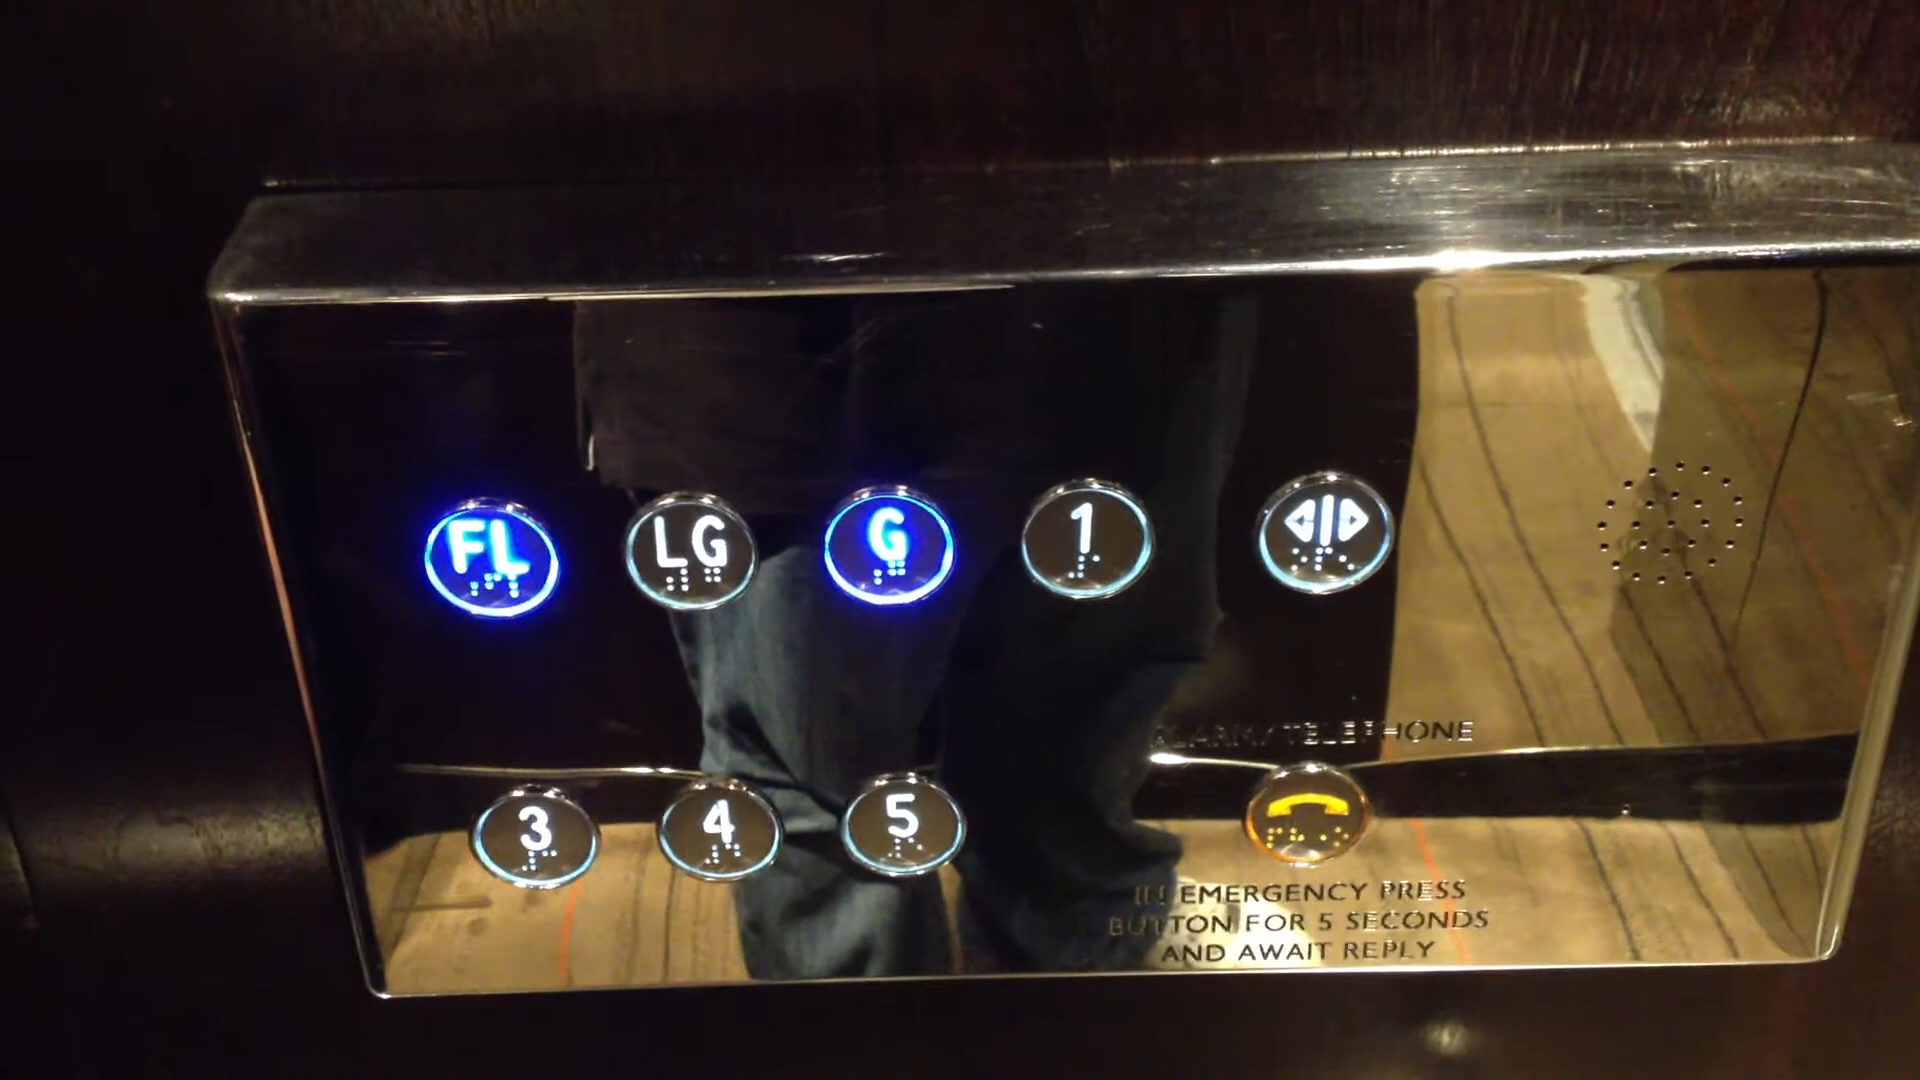 FL LG G 1
ALARM/TELEPHONE
3 4 5
IN EMERGENCY PRESS
BUTTON FOR 5 SECONDS
AND AWAIT REPLY